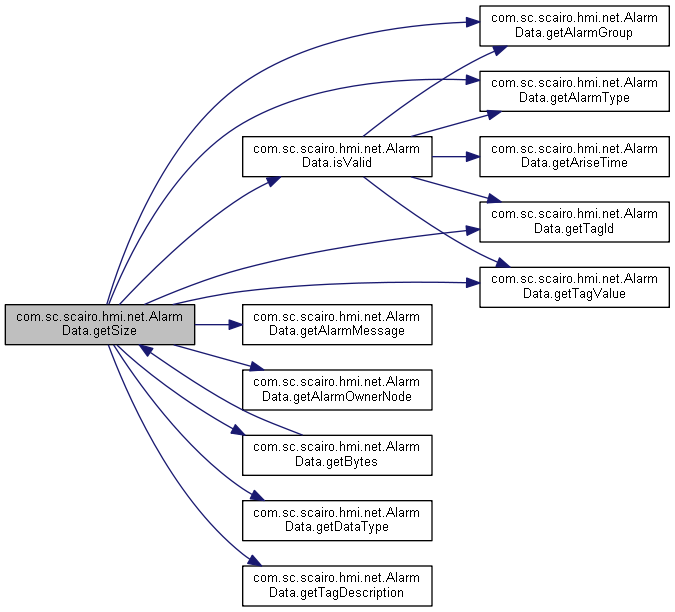 com.sc.scairo.hmi.net.Alarm
Data.getAlarmGroup
com.sc.scairo.hmi.net.Alarm
Data.getAlarmType
com.sc.scairo.hmi.net.Alarm
Data.isValid
com.sc.scairo.hmi.net.Alarm
Data.getAriseTime
com.sc.scairo.hmi.net.Alarm
Data.getTagId
com.sc.scairo.hmi.net.Alarm
Data.getTagValue
com.sc.scairo.hmi.net.Alarm
Data.getSize
com.sc.scairo.hmi.net.Alarm
Data.getAlarmMessage
com.sc.scairo.hmi.net.Alarm
Data.getAlarmOwnerNode
com.sc.scairo.hmi.net.Alarm
Data.getBytes
com.sc.scairo.hmi.net.Alarm
Data.getDataType
com.sc.scairo.hmi.net.Alarm
Data.getTagDescription